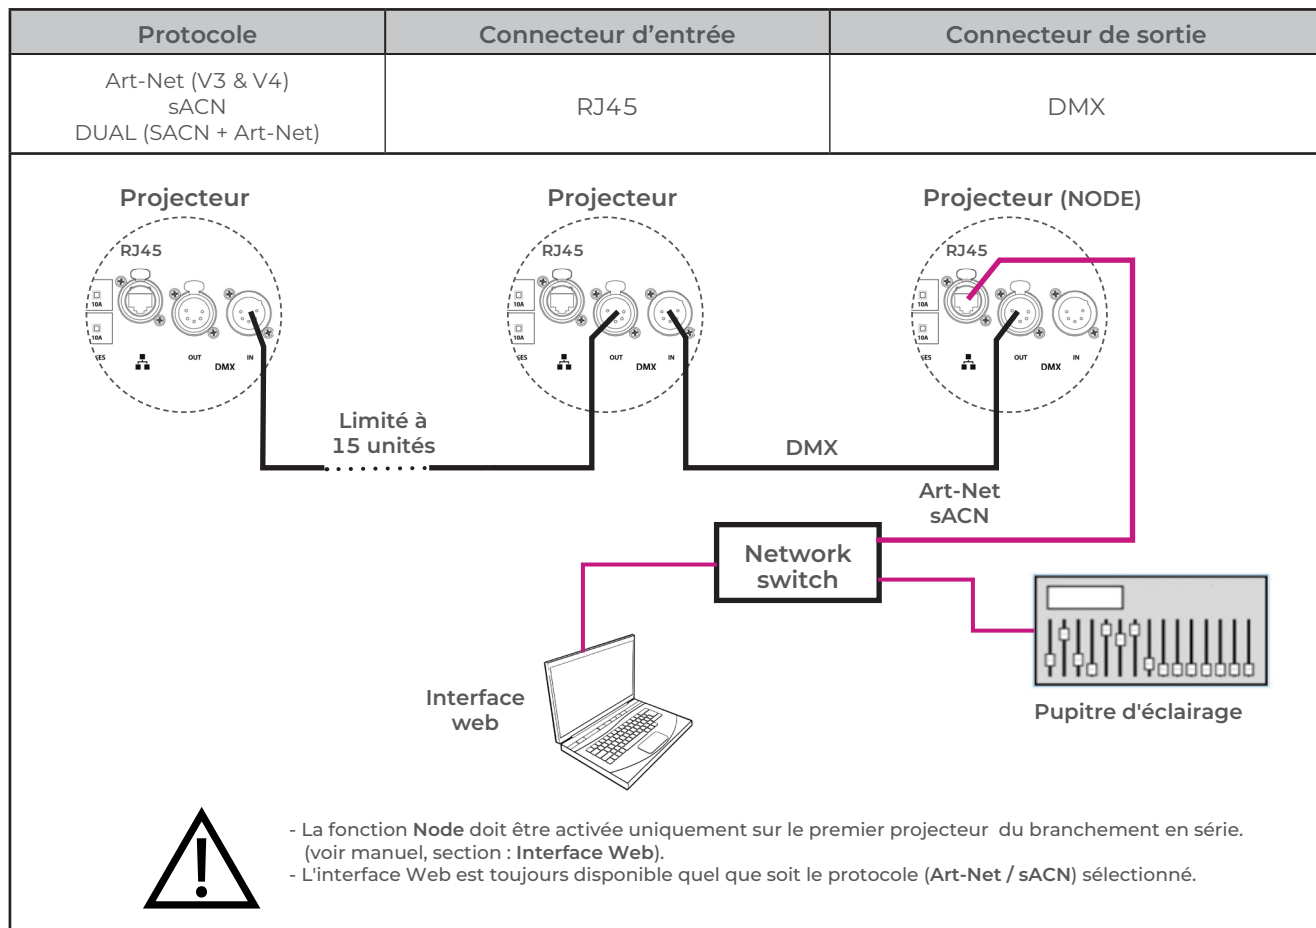 Protocole
Connecteur d'entrée
Connecteur de sortie
Art-Net (V3 & V4)
sACN
DUAL (SACN + Art-Net)
RJ45
DMX
Projecteur
Projecteur
Projecteur (NODE)
RJ45
RJ45
RJ45
10A
10A
10A
10A
10A
10A
SES
OUT
IN
DMX
SES
OUT
IN
DMX
SES
OUT
IN
DMX
Limité à
15 unités
DMX
Art-Net
sACN
Network
switch
Interface
web
Pupitre d'éclairage
- La fonction Node doit être activée uniquement sur le premier projecteur du branchement en série.
(voir manuel, section : Interface Web).
- L'interface Web est toujours disponible quel que soit le protocole (Art-Net / sACN) sélectionné.